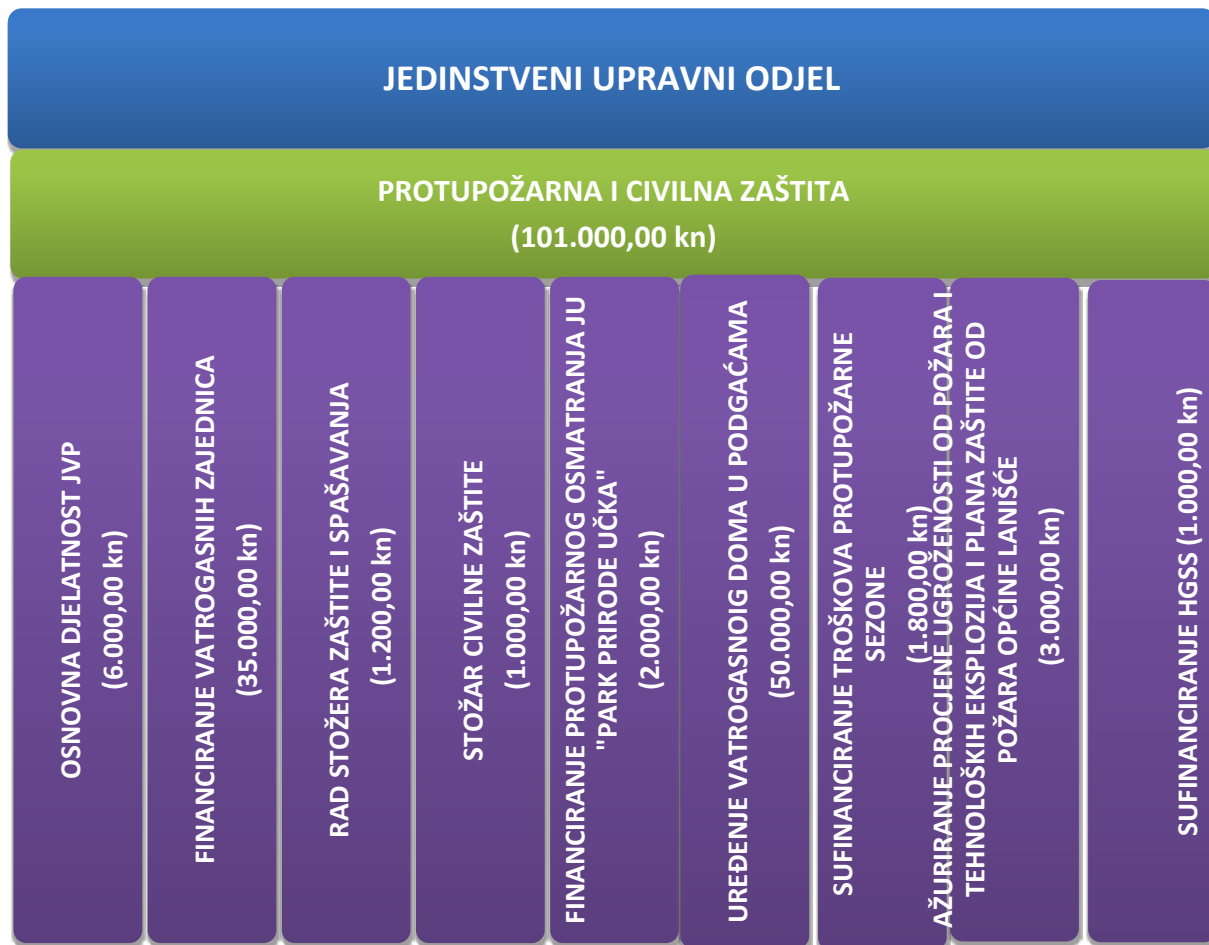 JEDINSTVENI UPRAVNI ODJEL
PROTUPOŽARNA I CIVILNA ZAŠTITA
(101.000,00 kn)
OSNOVNA DJELATNOST JVP
(6.000,00 kn)
FINANCIRANJE VATROGASNIH ZAJEDNICA
(35.000,00 kn)
RAD STOŽERA ZAŠTITE I SPAŠAVANJA
(1.200,00 kn)
STOŽAR CIVILNE ZAŠTITE
(1.000,00 kn)
FINANCIRANJE PROTUPOŽARNOG OSMATRANJA JU
"PARK PRIRODE UČKA"
(2.000,00 kn)
UREĐENJE VATROGASNOIG DOMA U PODGAĆAMA
(50.000,00 kn)
SUFINANCIRANJE TROŠKOVA PROTUPOŽARNE
SEZONE
(1.800,00 kn)
AŽURIRANJE PROCJENE UGROŽENOSTI OD POŽARA I
TEHNOLOŠKIH EKSPLOZIJA I PLANA ZAŠTITE OD
POŽARA OPĆINE LANIŠĆE
(3.000,00 kn)
SUFINANCIRANJE HGSS (1.000,00 kn)